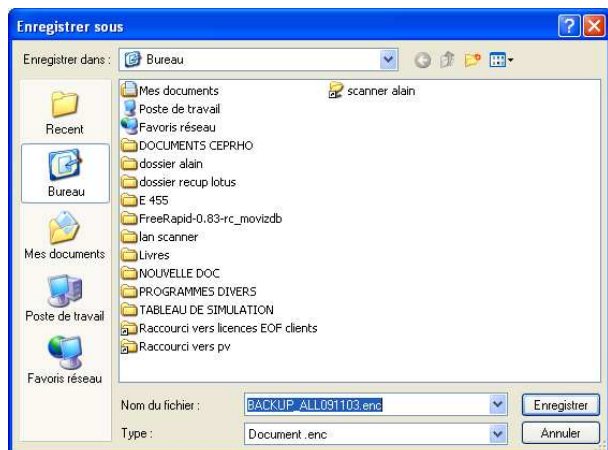 Enregistrer sous
Enregistrer dans :
Bureau
Recent
Bureau
Mes documents
Poste de travail
Favoris réseau
Mes documents
Poste de travail
Favoris réseau
DOCUMENTS CEPRHO
dossier alain
dossier recup lotus
E 455
FreeRapid-0.83-rc_movizdb
lan scanner
Livres
NOUVELLE DOC
PROGRAMMES DIVERS
TABLEAU DE SIMULATION
Raccourci vers licences EOF clients
Raccourci vers pv
scanner alain
Nom du fichier :
BACKUP_ALL091103.enc
Enregistrer
Type :
Document .enc
Annuler